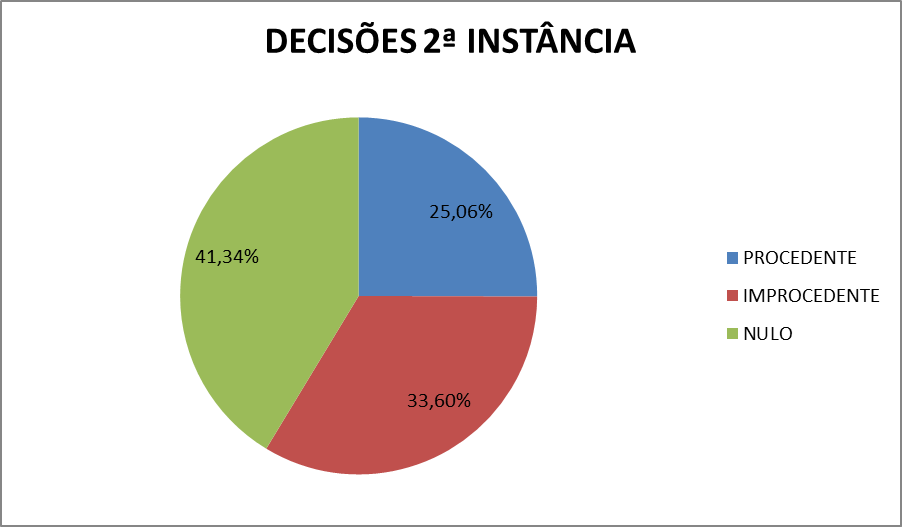 DECISÕES 2ª INSTÂNCIA
25,06%
41,34%
33,60%
PROCEDENTE
IMPROCEDENTE
NULO